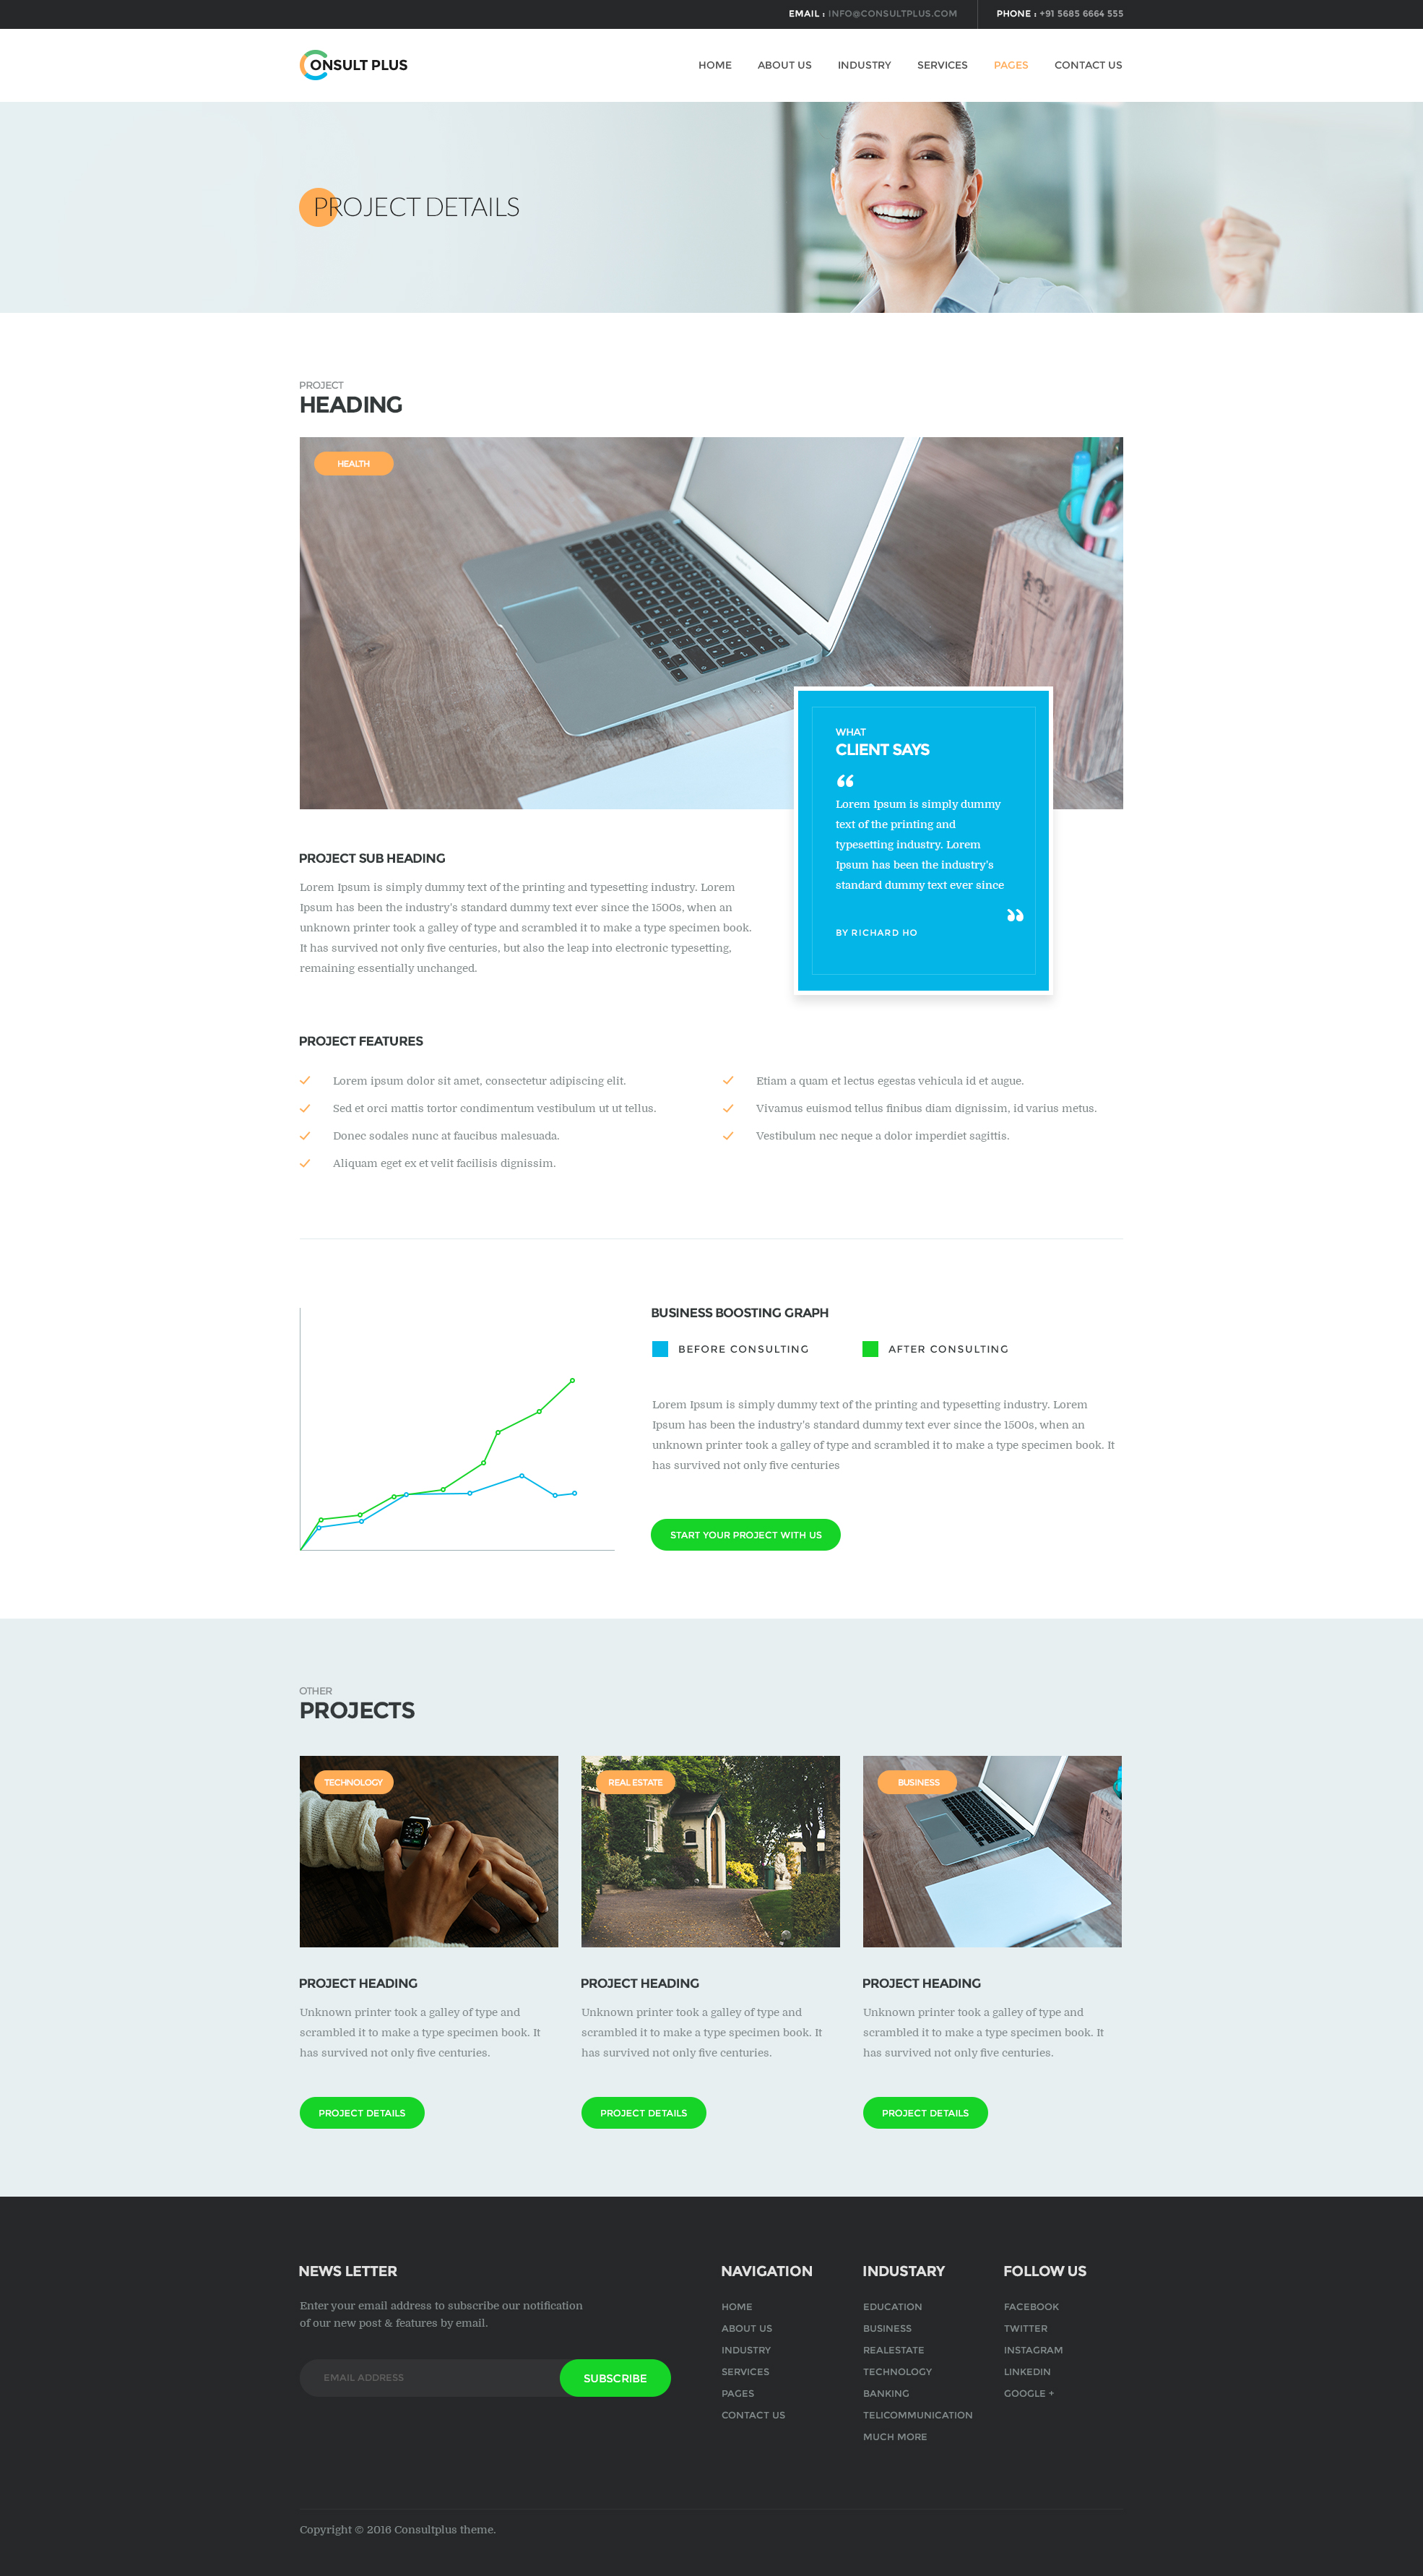 EMAIL : INFO@CONSULTPLUS.COM
PHONE : +91 5685 6664 555
CONSULT PLUS
HOME
ABOUT US
INDUSTRY
SERVICES
PAGES
CONTACT US
PROJECT DETAILS
PROJECT
HEADING
HEALTH
WHAT
CLIENT SAYS
“
Lorem Ipsum is simply dummy
text of the printing and
typesetting industry. Lorem
Ipsum has been the industry's
standard dummy text ever since
”
BY RICHARD HO
PROJECT SUB HEADING
Lorem Ipsum is simply dummy text of the printing and typesetting industry. Lorem
Ipsum has been the industry's standard dummy text ever since the 1500s, when an
unknown printer took a galley of type and scrambled it to make a type specimen book.
It has survived not only five centuries, but also the leap into electronic typesetting,
remaining essentially unchanged.
PROJECT FEATURES
Lorem ipsum dolor sit amet, consectetur adipiscing elit.
Sed et orci mattis tortor condimentum vestibulum ut ut tellus.
Donec sodales nunc at faucibus malesuada.
Aliquam eget ex et velit facilisis dignissim.
Etiam a quam et lectus egestas vehicula id et augue.
Vivamus euismod tellus finibus diam dignissim, id varius metus.
Vestibulum nec neque a dolor imperdiet sagittis.
BUSINESS BOOSTING GRAPH
BEFORE CONSULTING
AFTER CONSULTING
Lorem Ipsum is simply dummy text of the printing and typesetting industry. Lorem
Ipsum has been the industry's standard dummy text ever since the 1500s, when an
unknown printer took a galley of type and scrambled it to make a type specimen book. It
has survived not only five centuries
START YOUR PROJECT WITH US
OTHER
PROJECTS
TECHNOLOGY
PROJECT HEADING
Unknown printer took a galley of type and
scrambled it to make a type specimen book. It
has survived not only five centuries.
PROJECT DETAILS
REAL ESTATE
PROJECT HEADING
Unknown printer took a galley of type and
scrambled it to make a type specimen book. It
has survived not only five centuries.
PROJECT DETAILS
BUSINESS
PROJECT HEADING
Unknown printer took a galley of type and
scrambled it to make a type specimen book. It
has survived not only five centuries.
PROJECT DETAILS
NEWS LETTER
Enter your email address to subscribe our notification
of our new post & features by email.
EMAIL ADDRESS
SUBSCRIBE
NAVIGATION
HOME
ABOUT US
INDUSTRY
SERVICES
PAGES
CONTACT US
INDUSTARY
EDUCATION
BUSINESS
REALESTATE
TECHNOLOGY
BANKING
TELICOMMUNICATION
MUCH MORE
FOLLOW US
FACEBOOK
TWITTER
INSTAGRAM
LINKEDIN
GOOGLE +
Copyright © 2016 Consultplus theme.